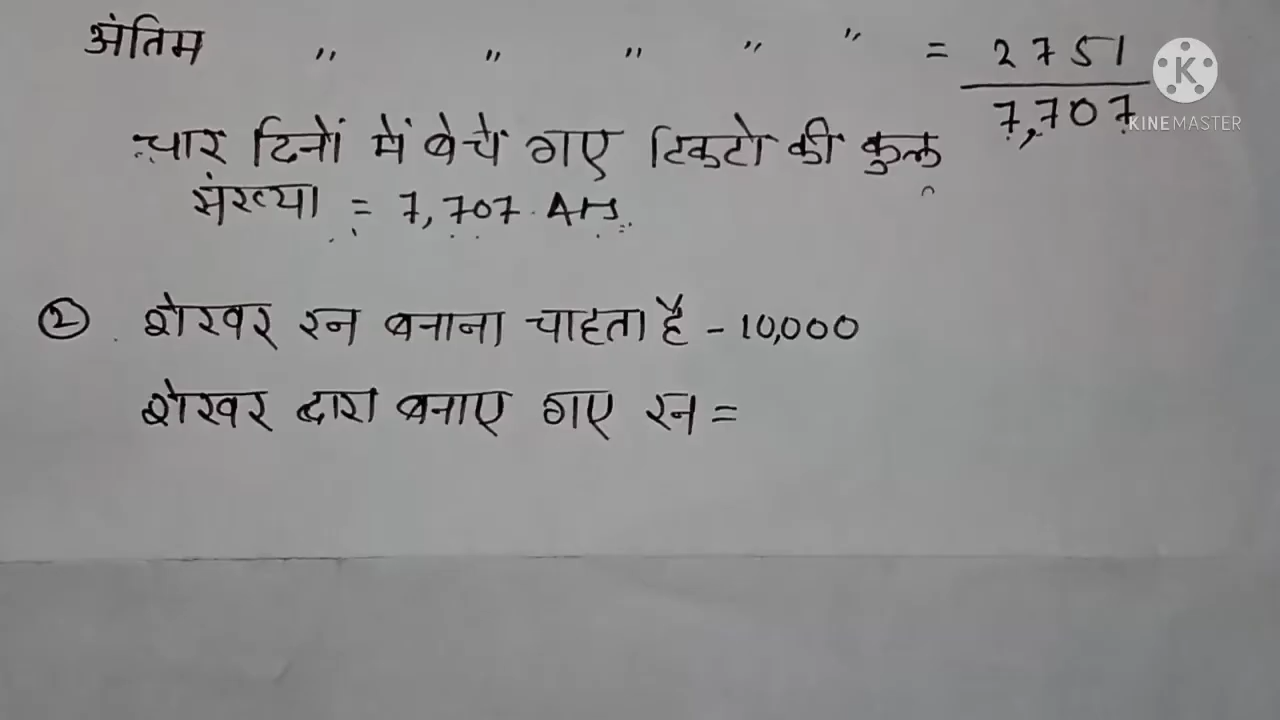 अंतिम " " " " " = 2751
7,707
चार दिनों में बेचें गए टिकटो की कुल
संख्या = 7,707 Ans
② शेखर रन बनाना चाहता है - 10,000
शेखर द्वारा बनाए गए रन =
K
KINEMASTER